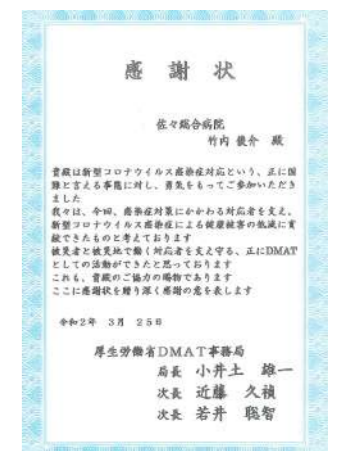 感謝状
佐々総合病院
竹内 俊介 殿
貴殿は新型コロナウイルス感染症対応という、正に国
難と言える事態に対し、勇気をもってご参加いただき
ました
我々は、今回、感染症対策にかかわる対応者を支え、
新型コロナウイルス感染症による健康被害の低減に貢
献できたものと考えております
被災者と被災地で働く対応者を支え守る、正にDMAT
としての活動ができたと思っております
これも、貴殿のご協力の賜物であります
ここに感謝状を贈り深く感謝の意を表します
令和2年 3月 25日
厚生労働省DMAT事務局
局長 小井土 雄一
次長 近藤 久禎
次長 若井 聡智